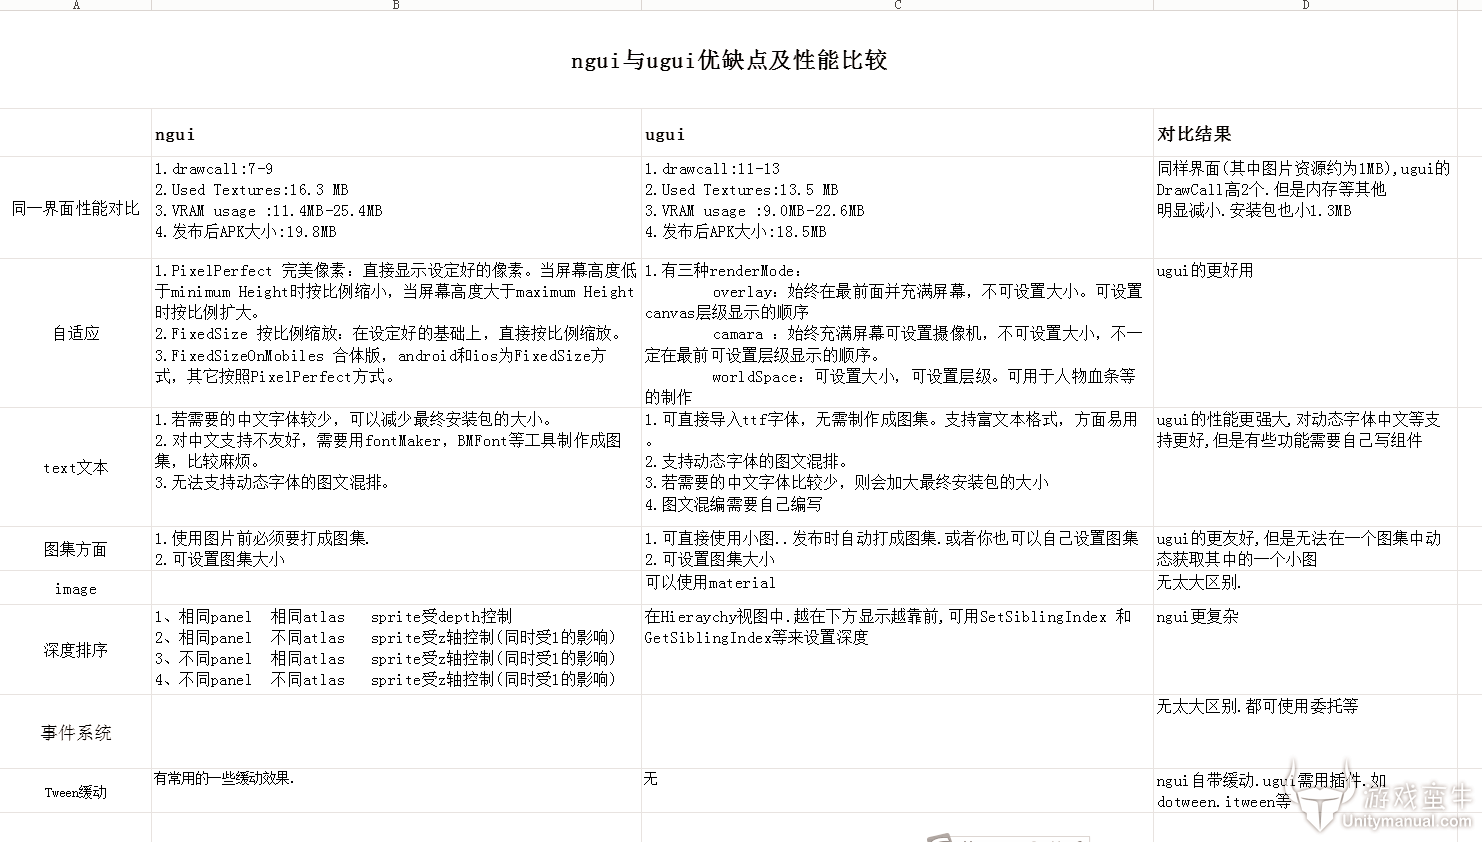 A B C D
ngui与ugui优缺点及性能比较
ngui ugui 对比结果
同一界面性能对比
1.drawcall:7-9
2.Used Textures:16.3 MB
3.VRAM usage :11.4MB-25.4MB
4.发布后APK大小:19.8MB
1.drawcall:11-13
2.Used Textures:13.5 MB
3.VRAM usage :9.0MB-22.6MB
4.发布后APK大小:18.5MB
同样界面(其中图片资源约为1MB),ugui的
DrawCall高2个.但是内存等其他
明显减小.安装包也小1.3MB
自适应
1.PixelPerfect 完美像素：直接显示设定好的像素。当屏幕高度低
于minimum Height时按比例缩小，当屏幕高度大于maximum Height
时按比例扩大。
2.FixedSize 按比例缩放：在设定好的基础上，直接按比例缩放。
3.FixedSizeOnMobiles 合体版，android和ios为FixedSize方
式，其它按照PixelPerfect方式。
1.有三种renderMode：
overlay：始终在最前面并充满屏幕，不可设置大小。可设置
canvas层级显示的顺序
camara ：始终充满屏幕可设置摄像机，不可设置大小，不一
定在最前可设置层级显示的顺序。
worldSpace：可设置大小，可设置层级。可用于人物血条等
的制作
ugui的更好用
text文本
1.若需要的中文字体较少，可以减少最终安装包的大小。
2.对中文支持不友好，需要用fontMaker，BMFont等工具制作成图
集，比较麻烦。
3.无法支持动态字体的图文混排。
1.可直接导入ttf字体，无需制作成图集。支持富文本格式，方面易用
。
2.支持动态字体的图文混排。
3.若需要的中文字体比较少，则会加大最终安装包的大小
4.图文混编需要自己编写
ugui的性能更强大,对动态字体中文等支
持更好,但是有些功能需要自己写组件
图集方面
1.使用图片前必须要打成图集.
2.可设置图集大小
1.可直接使用小图..发布时自动打成图集.或者你也可以自己设置图集
2.可设置图集大小
ugui的更友好,但是无法在一个图集中动
态获取其中的一个小图
image
可以使用material
无太大区别.
深度排序
1、相同panel 相同atlas sprite受depth控制
2、相同panel 不同atlas sprite受z轴控制(同时受1的影响)
3、不同panel 相同atlas sprite受z轴控制(同时受1的影响)
4、不同panel 不同atlas sprite受z轴控制(同时受1的影响)
在Hieraychy视图中.越在下方显示越靠前,可用SetSiblingIndex 和
GetSiblingIndex等来设置深度
ngui更复杂
事件系统
无太大区别.都可使用委托等
Tween缓动
有常用的一些缓动效果.
无
ngui自带缓动.ugui需用插件.如
dotween.itween等
游戏蛮牛
Unitymanual.com